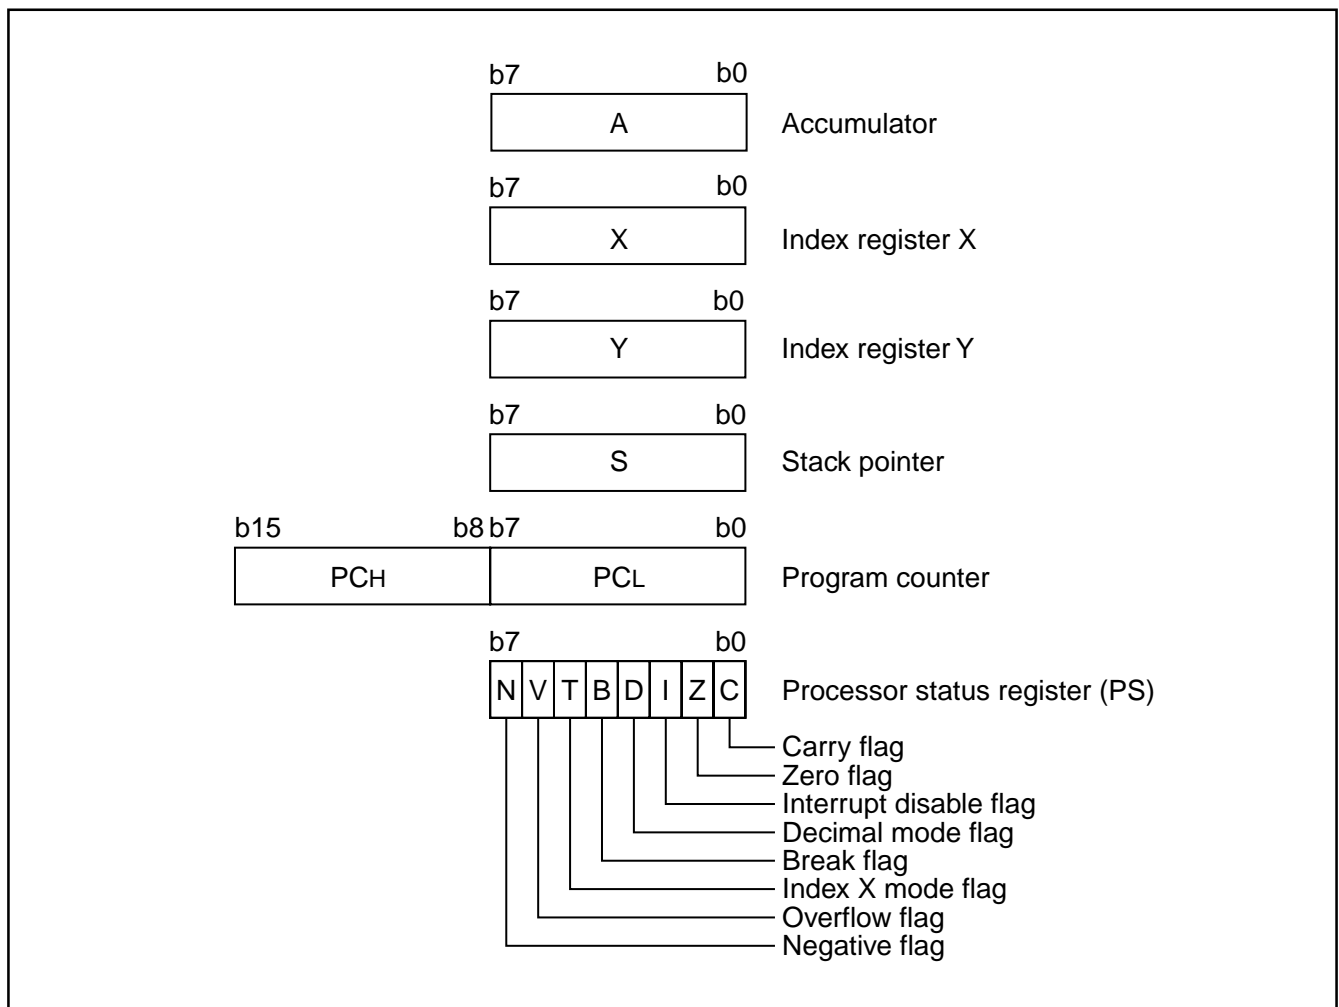 b7 b0
A Accumulator
b7 b0
X Index register X
b7 b0
Y Index register Y
b7 b0
S Stack pointer
b15 b8 b7 b0
PCH PCL Program counter
b7 b0
N V T B D I Z C Processor status register (PS)
Carry flag
Zero flag
Interrupt disable flag
Decimal mode flag
Break flag
Index X mode flag
Overflow flag
Negative flag